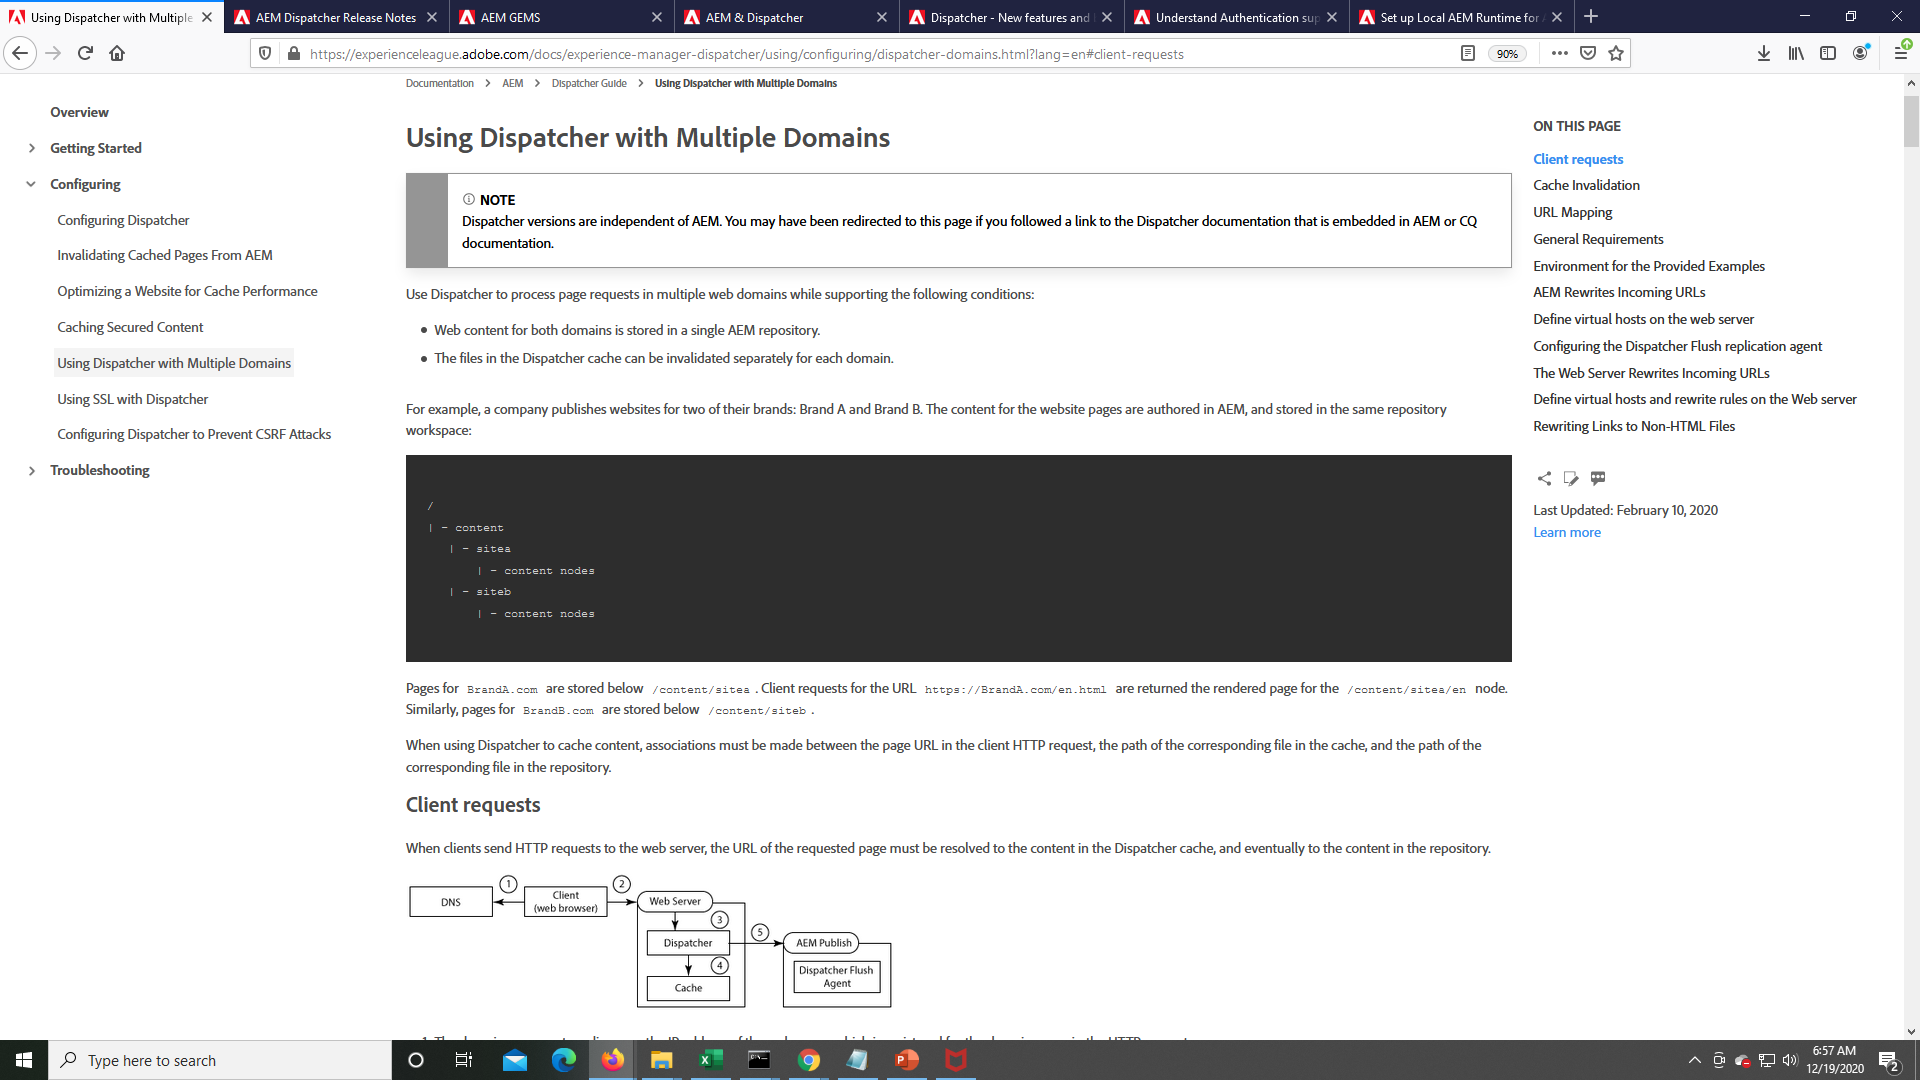 Using Dispatcher with Multiple
AEM Dispatcher Release Notes
AEM GEMS
AEM & Dispatcher
Dispatcher - New features and
Understand Authentication sup
Set up Local AEM Runtime for
https://experienceleague.adobe.com/docs/experience-manager-dispatcher/using/configuring/dispatcher-domains.html?lang=en#client-requests
90%
Documentation > AEM > Dispatcher Guide > Using Dispatcher with Multiple Domains
Overview
Getting Started
Configuring
Configuring Dispatcher
Invalidating Cached Pages From AEM
Optimizing a Website for Cache Performance
Caching Secured Content
Using Dispatcher with Multiple Domains
Using SSL with Dispatcher
Configuring Dispatcher to Prevent CSRF Attacks
Troubleshooting
Using Dispatcher with Multiple Domains
NOTE
Dispatcher versions are independent of AEM. You may have been redirected to this page if you followed a link to the Dispatcher documentation that is embedded in AEM or CQ
documentation.
Use Dispatcher to process page requests in multiple web domains while supporting the following conditions:
• Web content for both domains is stored in a single AEM repository.
• The files in the Dispatcher cache can be invalidated separately for each domain.
For example, a company publishes websites for two of their brands: Brand A and Brand B. The content for the website pages are authored in AEM, and stored in the same repository
workspace:
/
| - content
| - sitea
| - content nodes
| - siteb
| - content nodes
Pages for BrandA.com are stored below /content/sitea . Client requests for the URL https://BrandA.com/en.html are returned the rendered page for the /content/sitea/en node.
Similarly, pages for BrandB.com are stored below /content/siteb .
When using Dispatcher to cache content, associations must be made between the page URL in the client HTTP request, the path of the corresponding file in the cache, and the path of the
corresponding file in the repository.
Client requests
When clients send HTTP requests to the web server, the URL of the requested page must be resolved to the content in the Dispatcher cache, and eventually to the content in the repository.
DNS
1
Client
(web browser)
2
Web Server
3
Dispatcher
4
Cache
5
AEM Publish
Dispatcher Flush
Agent
ON THIS PAGE
Client requests
Cache Invalidation
URL Mapping
General Requirements
Environment for the Provided Examples
AEM Rewrites Incoming URLs
Define virtual hosts on the web server
Configuring the Dispatcher Flush replication agent
The Web Server Rewrites Incoming URLs
Define virtual hosts and rewrite rules on the Web server
Rewriting Links to Non-HTML Files
Last Updated: February 10, 2020
Learn more
Type here to search
6:57 AM
12/19/2020
2